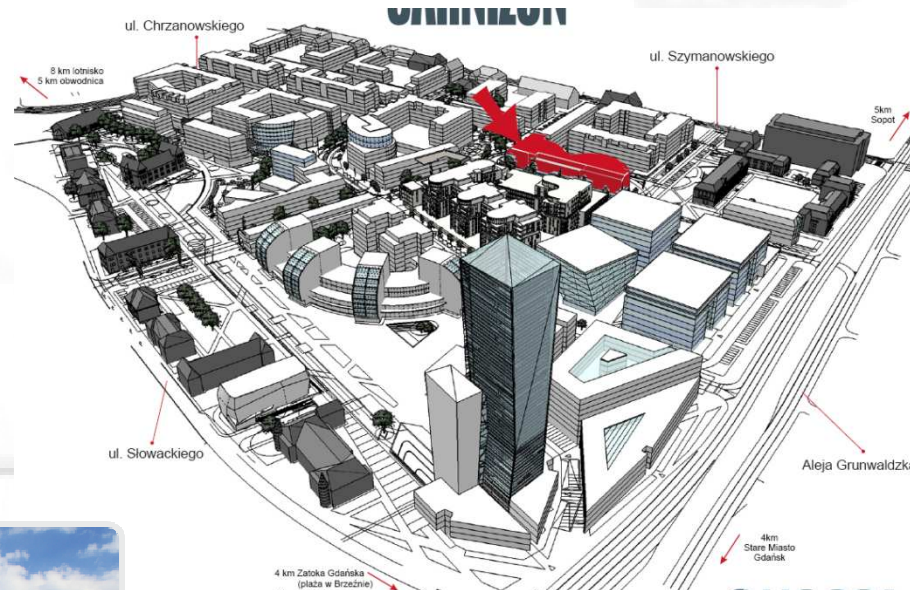 GARNIZON
ul. Chrzanowskiego
ul. Szymanowskiego
8 km lotnisko
5 km obwodnica
5km
Sopot
ul. Słowackiego
Aleja Grunwaldzka
4km
Stare Miasto
Gdańsk
4 km Zatoka Gdańska
(plaża w Brzeźnie)